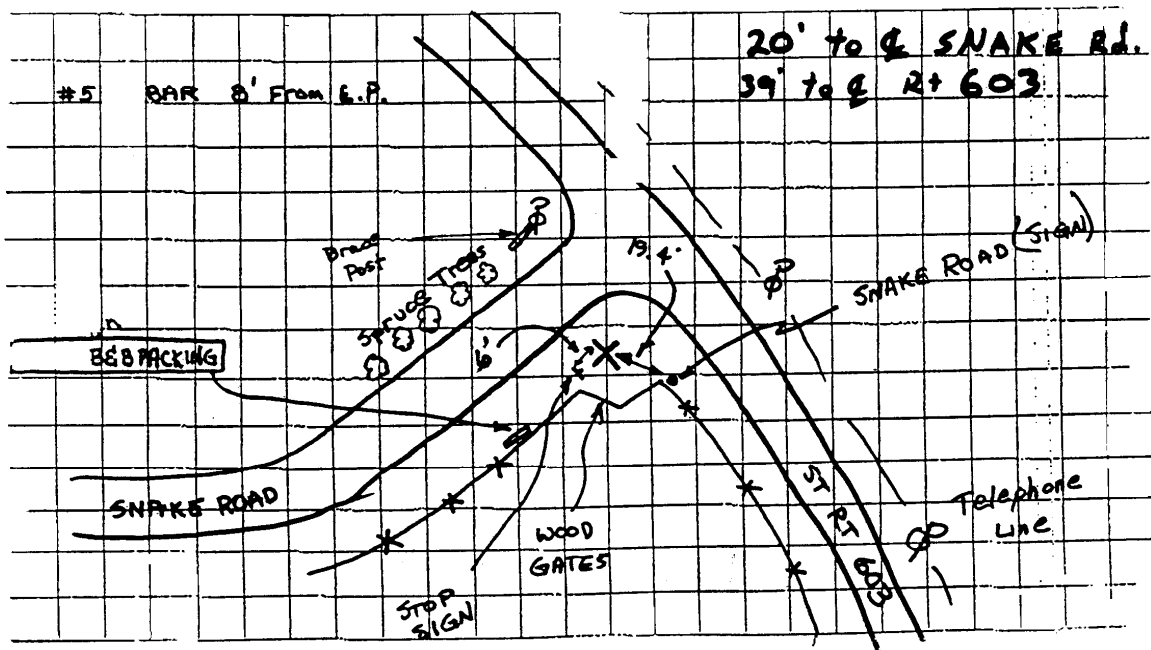 20' to ℄ SNAKE Rd.
39' to ℄ Rt 603
#5 BAR 8' From E.P.
Brace
Post
Spruce Trees
19.4'
SNAKE ROAD (SIGN)
6'
B&B PACKING
SNAKE ROAD
WOOD
GATES
STOP
SIGN
ST RT 603
Telephone
Line